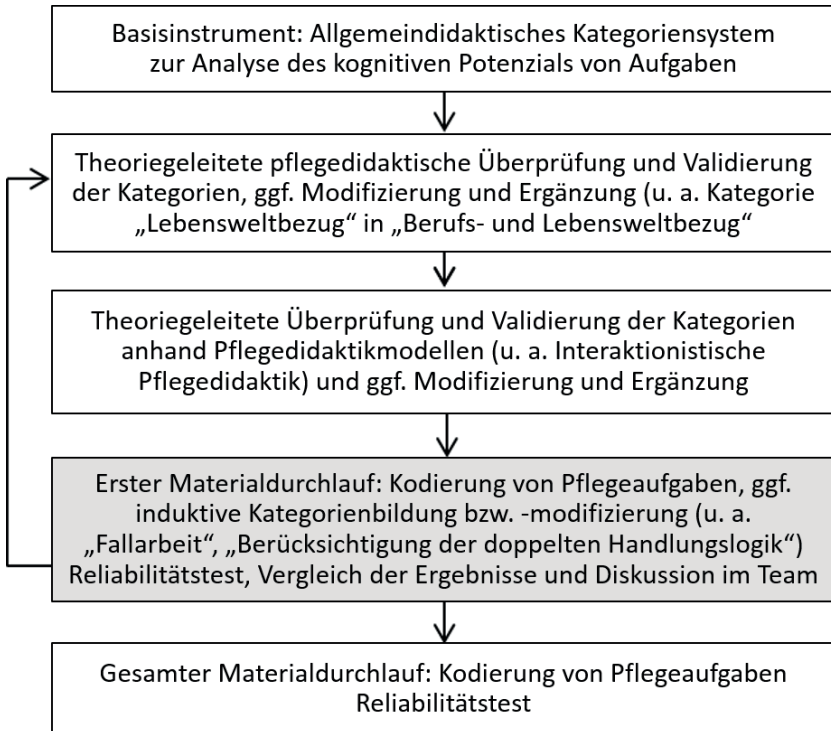 Basisinstrument: Allgemeindidaktisches Kategoriensystem
zur Analyse des kognitiven Potenzials von Aufgaben
Theoriegeleitete pflegedidaktische Überprüfung und Validierung
der Kategorien, ggf. Modifizierung und Ergänzung (u. a. Kategorie
„Lebensweltbezug“ in „Berufs- und Lebensweltbezug“
Theoriegeleitete Überprüfung und Validierung der Kategorien
anhand Pflegedidaktikmodellen (u. a. Interaktionistische
Pflegedidaktik) und ggf. Modifizierung und Ergänzung
Erster Materialdurchlauf: Kodierung von Pflegeaufgaben, ggf.
induktive Kategorienbildung bzw. -modifizierung (u. a.
„Fallarbeit“, „Berücksichtigung der doppelten Handlungslogik“)
Reliabilitätstest, Vergleich der Ergebnisse und Diskussion im Team
Gesamter Materialdurchlauf: Kodierung von Pflegeaufgaben
Reliabilitätstest